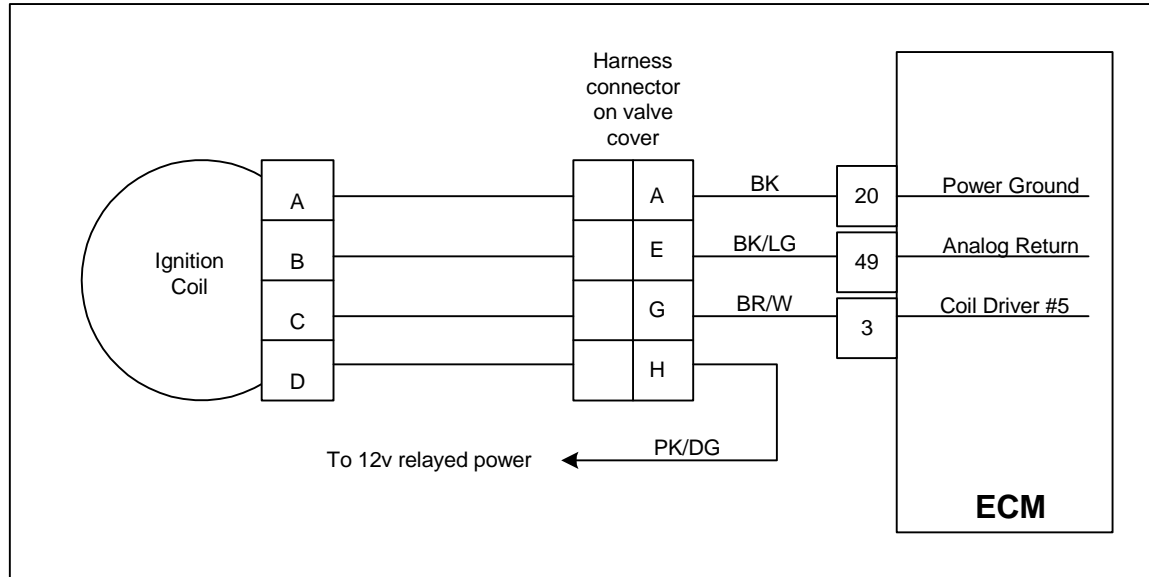 Harness
connector
on valve
cover
Ignition
Coil
A
B
C
D
A
E
G
H
BK
BK/LG
BR/W
PK/DG
To 12v relayed power
20
49
3
Power Ground
Analog Return
Coil Driver #5
ECM